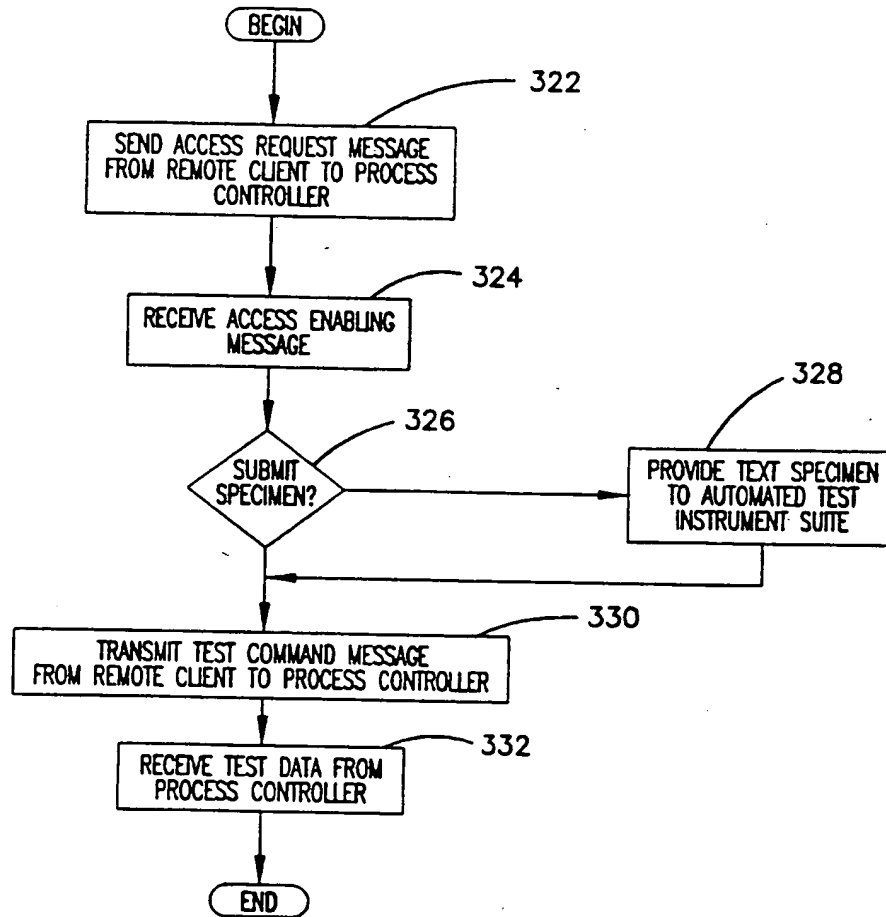 BEGIN
322
SEND ACCESS REQUEST MESSAGE
FROM REMOTE CLIENT TO PROCESS
CONTROLLER
324
RECEIVE ACCESS ENABLING
MESSAGE
326
SUBMIT
SPECIMEN?
328
PROVIDE TEXT SPECIMEN
TO AUTOMATED TEST
INSTRUMENT SUITE
330
TRANSMIT TEST COMMAND MESSAGE
FROM REMOTE CLIENT TO PROCESS CONTROLLER
332
RECEIVE TEST DATA FROM
PROCESS CONTROLLER
END